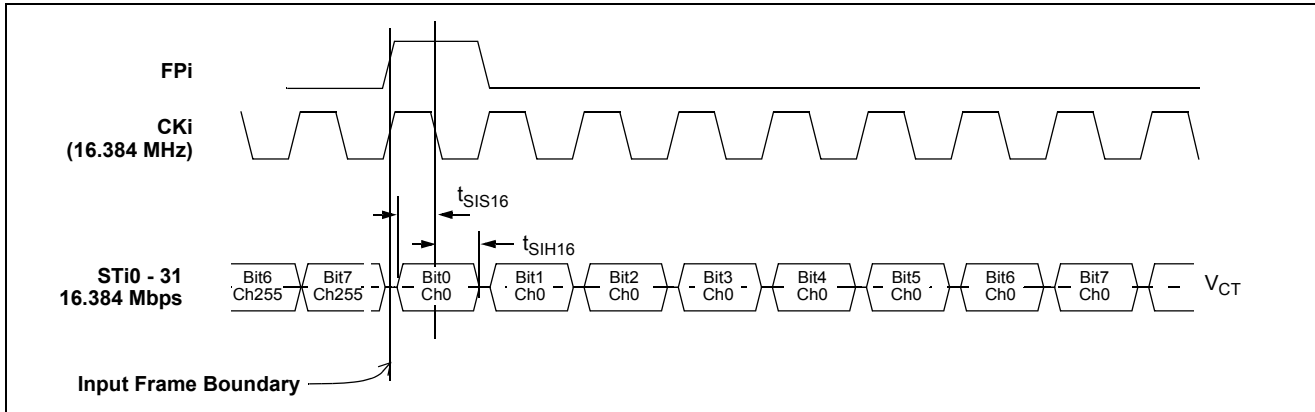 FPi
CKi
(16.384 MHz)
tSIS16
tSIH16
STi0 - 31
16.384 Mbps
Bit6 Ch255
Bit7 Ch255
Bit0 Ch0
Bit1 Ch0
Bit2 Ch0
Bit3 Ch0
Bit4 Ch0
Bit5 Ch0
Bit6 Ch0
Bit7 Ch0
VCT
Input Frame Boundary